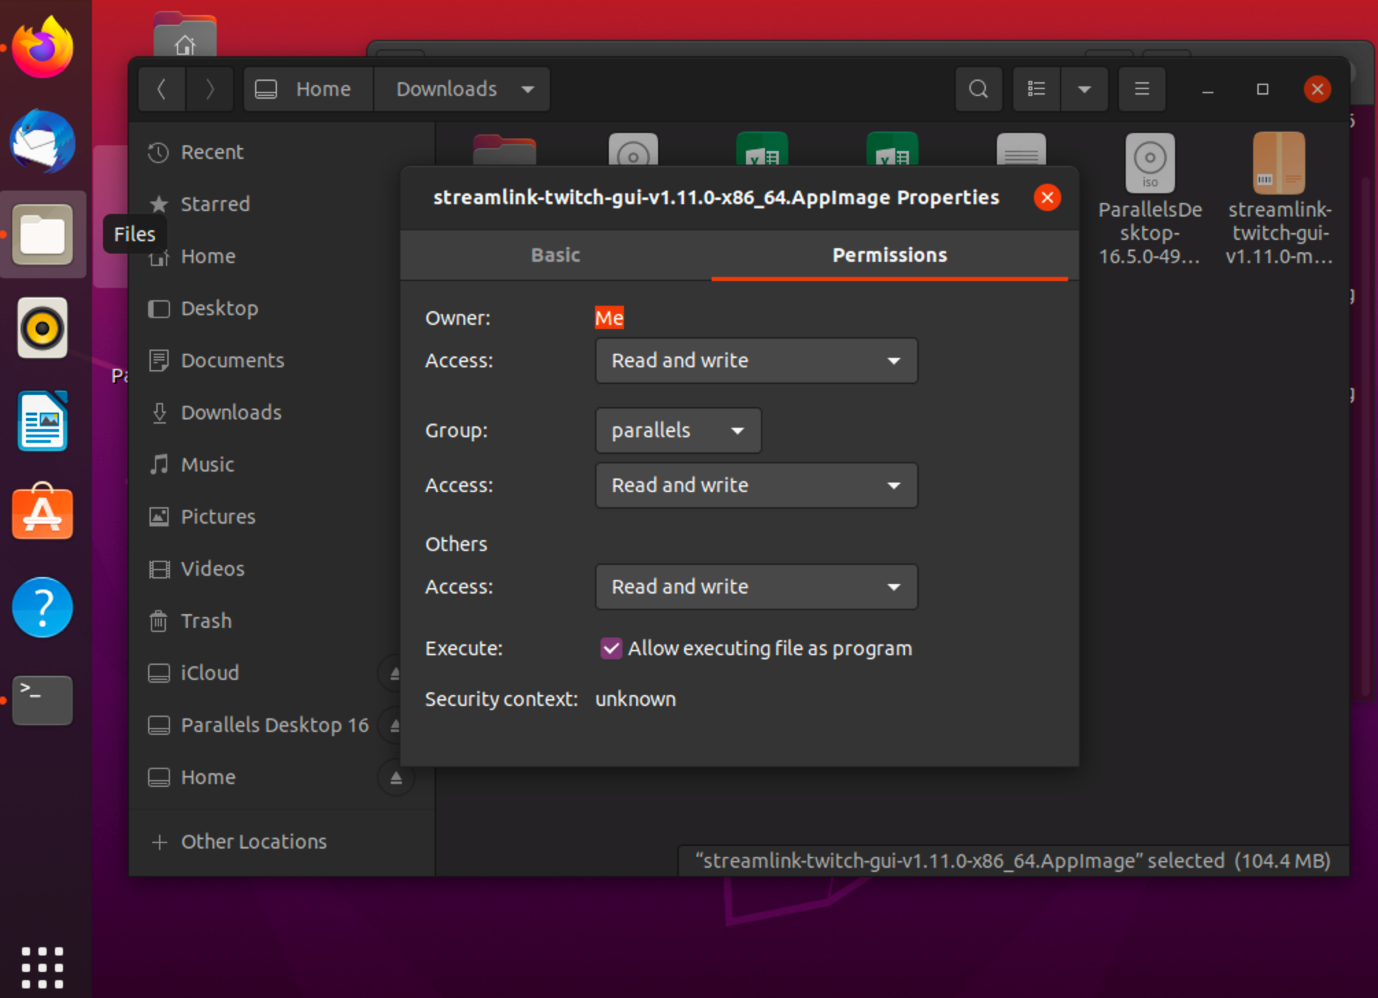 Home
Downloads
Recent
Starred
Files
Home
Desktop
Documents
Downloads
Music
Pictures
Videos
Trash
iCloud
Parallels Desktop 16
Home
Other Locations
streamlink-twitch-gui-v1.11.0-x86_64.AppImage Properties
Basic
Permissions
Owner:
Me
Access:
Read and write
Group:
parallels
Access:
Read and write
Others
Access:
Read and write
Execute:
Allow executing file as program
Security context:
unknown
iso
ParallelsDe
sktop-
16.5.0-49...
streamlink-
twitch-gui-
v1.11.0-m...
“streamlink-twitch-gui-v1.11.0-x86_64.AppImage” selected (104.4 MB)